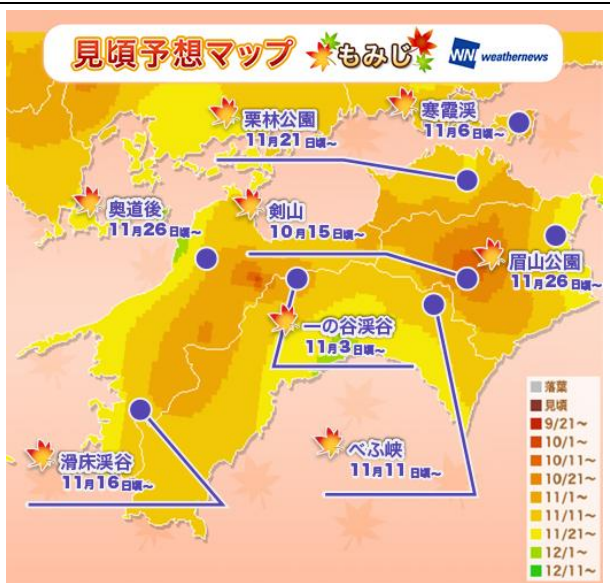 見頃予想マップ もみじ WN weathernews
栗林公園
11月21日頃~
寒霞渓
11月6日頃~
奥道後
11月26日頃~
剣山
10月15日頃~
眉山公園
11月26日頃~
一の谷渓谷
11月3日頃~
滑床渓谷
11月16日頃~
べふ峡
11月11日頃~
落葉
見頃
9/21~
10/1~
10/11~
10/21~
11/1~
11/11~
11/21~
12/1~
12/11~